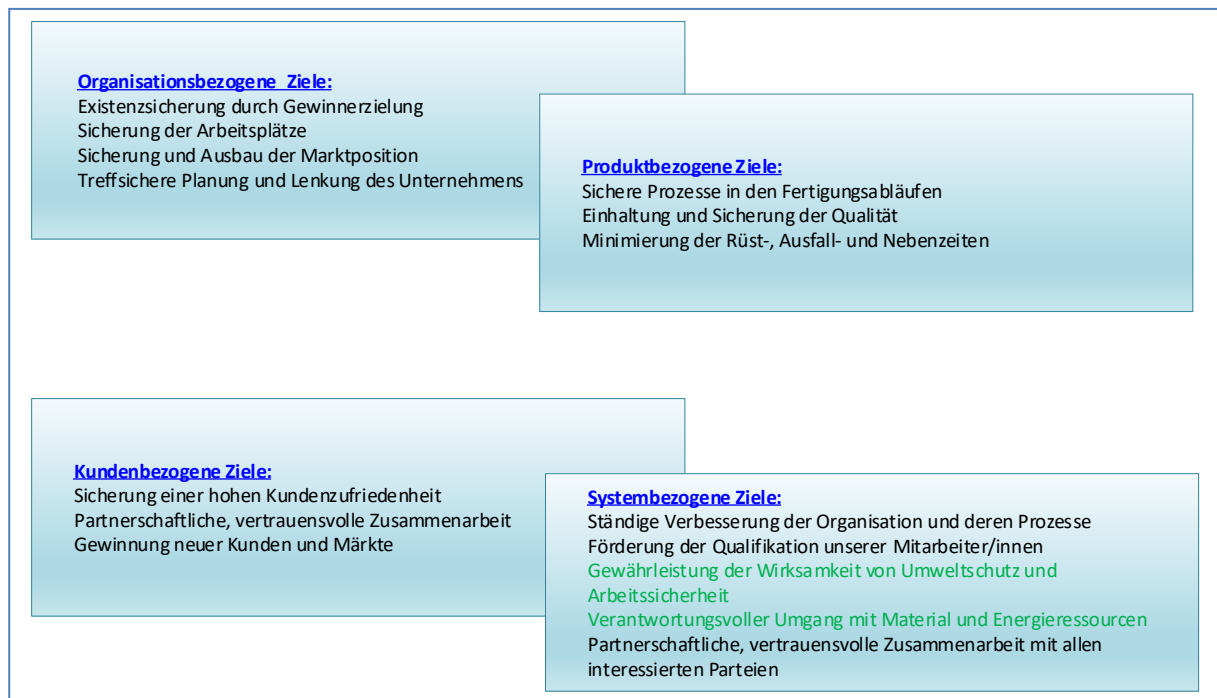 Organisationsbezogene Ziele:
Existenzsicherung durch Gewinnerzielung
Sicherung der Arbeitsplätze
Sicherung und Ausbau der Marktposition
Treffsichere Planung und Lenkung des Unternehmens
Produktbezogene Ziele:
Sichere Prozesse in den Fertigungsabläufen
Einhaltung und Sicherung der Qualität
Minimierung der Rüst-, Ausfall- und Nebenzeiten
Kundenbezogene Ziele:
Sicherung einer hohen Kundenzufriedenheit
Partnerschaftliche, vertrauensvolle Zusammenarbeit
Gewinnung neuer Kunden und Märkte
Systembezogene Ziele:
Ständige Verbesserung der Organisation und deren Prozesse
Förderung der Qualifikation unserer Mitarbeiter/innen
Gewährleistung der Wirksamkeit von Umweltschutz und
Arbeitssicherheit
Verantwortungsvoller Umgang mit Material und Energieressourcen
Partnerschaftliche, vertrauensvolle Zusammenarbeit mit allen
interessierten Parteien